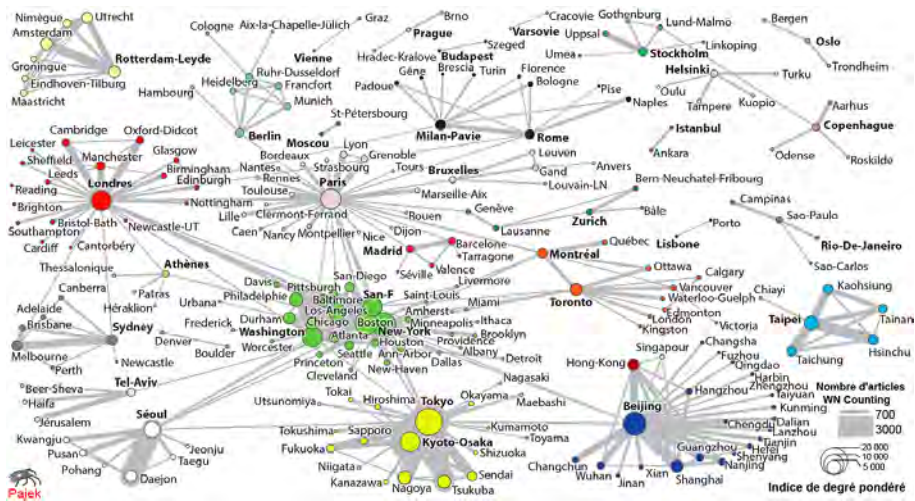 Nimègue
Utrecht
Amsterdam
Rotterdam-Leyde
Groningue
Eindhoven-Tilburg
Maastricht
Cologne
Aix-la-Chapelle-Jülich
Graz
Vienne
Ruhr-Dusseldorf
Heidelberg
Francfort
Hambourg
Munich
Berlin
Brno
Prague
Cracovie
Varsovie
Hradec-Kralove
Budapest
Szeged
Gothenburg
Uppsal
Lund-Malmo
Stockholm
Linkoping
Umea
Helsinki
Turku
Oulu
Tampere
Kuopio
Bergen
Oslo
Trondheim
Aarhus
Copenhague
Odense
Roskilde
Gène
Brescia
Turin
Florence
Padoue
Bologne
Pise
Naples
Milan-Pavie
Rome
St-Pétersbourg
Moscou
Istanbul
Ankara
Cambridge
Oxford-Didcot
Leicester
Glasgow
Sheffield
Manchester
Birmingham
Leeds
Edinburgh
Londres
Reading
Nottingham
Brighton
Bristol-Bath
Newcastle-UT
Southampton
Cardiff
Cantorbéry
Lyon
Bordeaux
Grenoble
Nantes
Strasbourg
Tours
Rennes
Paris
Toulouse
Marseille-Aix
Lille
Clermont-Ferrand
Rouen
Caen
Nancy
Montpellier
Nice
Dijon
Genève
Lausanne
Leuven
Bruxelles
Gand
Anvers
Louvain-LN
Bern-Neuchatel-Fribourg
Zurich
Bâle
Lisbone
Porto
Campinas
Sao-Paulo
Rio-De-Janeiro
Sao-Carlos
Madrid
Barcelone
Tarragone
Séville
Valence
Montréal
Québec
Ottawa
Calgary
Vancouver
Toronto
Waterloo-Guelph
Edmonton
London
Kingston
Chiayi
Kaohsiung
Taipei
Tainan
Taichung
Hsinchu
Thessalonique
Athènes
Patras
Héraklion
Canberra
Adelaide
Brisbane
Sydney
Melbourne
Perth
Newcastle
Davis
San-Diego
Livermore
Pittsburgh
Urbana
Philadelphie
Baltimore
San-F
Saint-Louis
Miami
Los-Angeles
Amherst
Frederick
Durham
Chicago
Boston
Minneapolis
Ithaca
Washington
New-York
Brooklyn
Denver
Atlanta
Houston
Providence
Boulder
Worcester
Seattle
Ann-Arbor
Albany
Princeton
New-Haven
Dallas
Detroit
Cleveland
Tel-Aviv
Beer-Sheva
Haifa
Jérusalem
Séoul
Kwangju
Jeonju
Pusan
Taegu
Pohang
Daejon
Tokai
Nagasaki
Hiroshima
Okayama
Utsunomiya
Tokyo
Maebashi
Tokushima
Kumamoto
Sapporo
Kyoto-Osaka
Toyama
Fukuoka
Shizuoka
Niigata
Sendai
Kanazawa
Nagoya
Tsukuba
Victoria
Singapour
Changsha
Hong-Kong
Fuzhou
Qingdao
Hangzhou
Harbin
Zhengzhou
Taiyuan
Beijing
Kunming
Chengdu
Dalian
Lanzhou
Guangzhou
Tianjin
Hefei
Changchun
Xian
Shenyang
Wuhan
Nanjing
Jinan
Shanghai
Nombre d'articles
WN Counting
700
3000
20 000
10 000
5 000
Indice de degré pondéré
Pajek